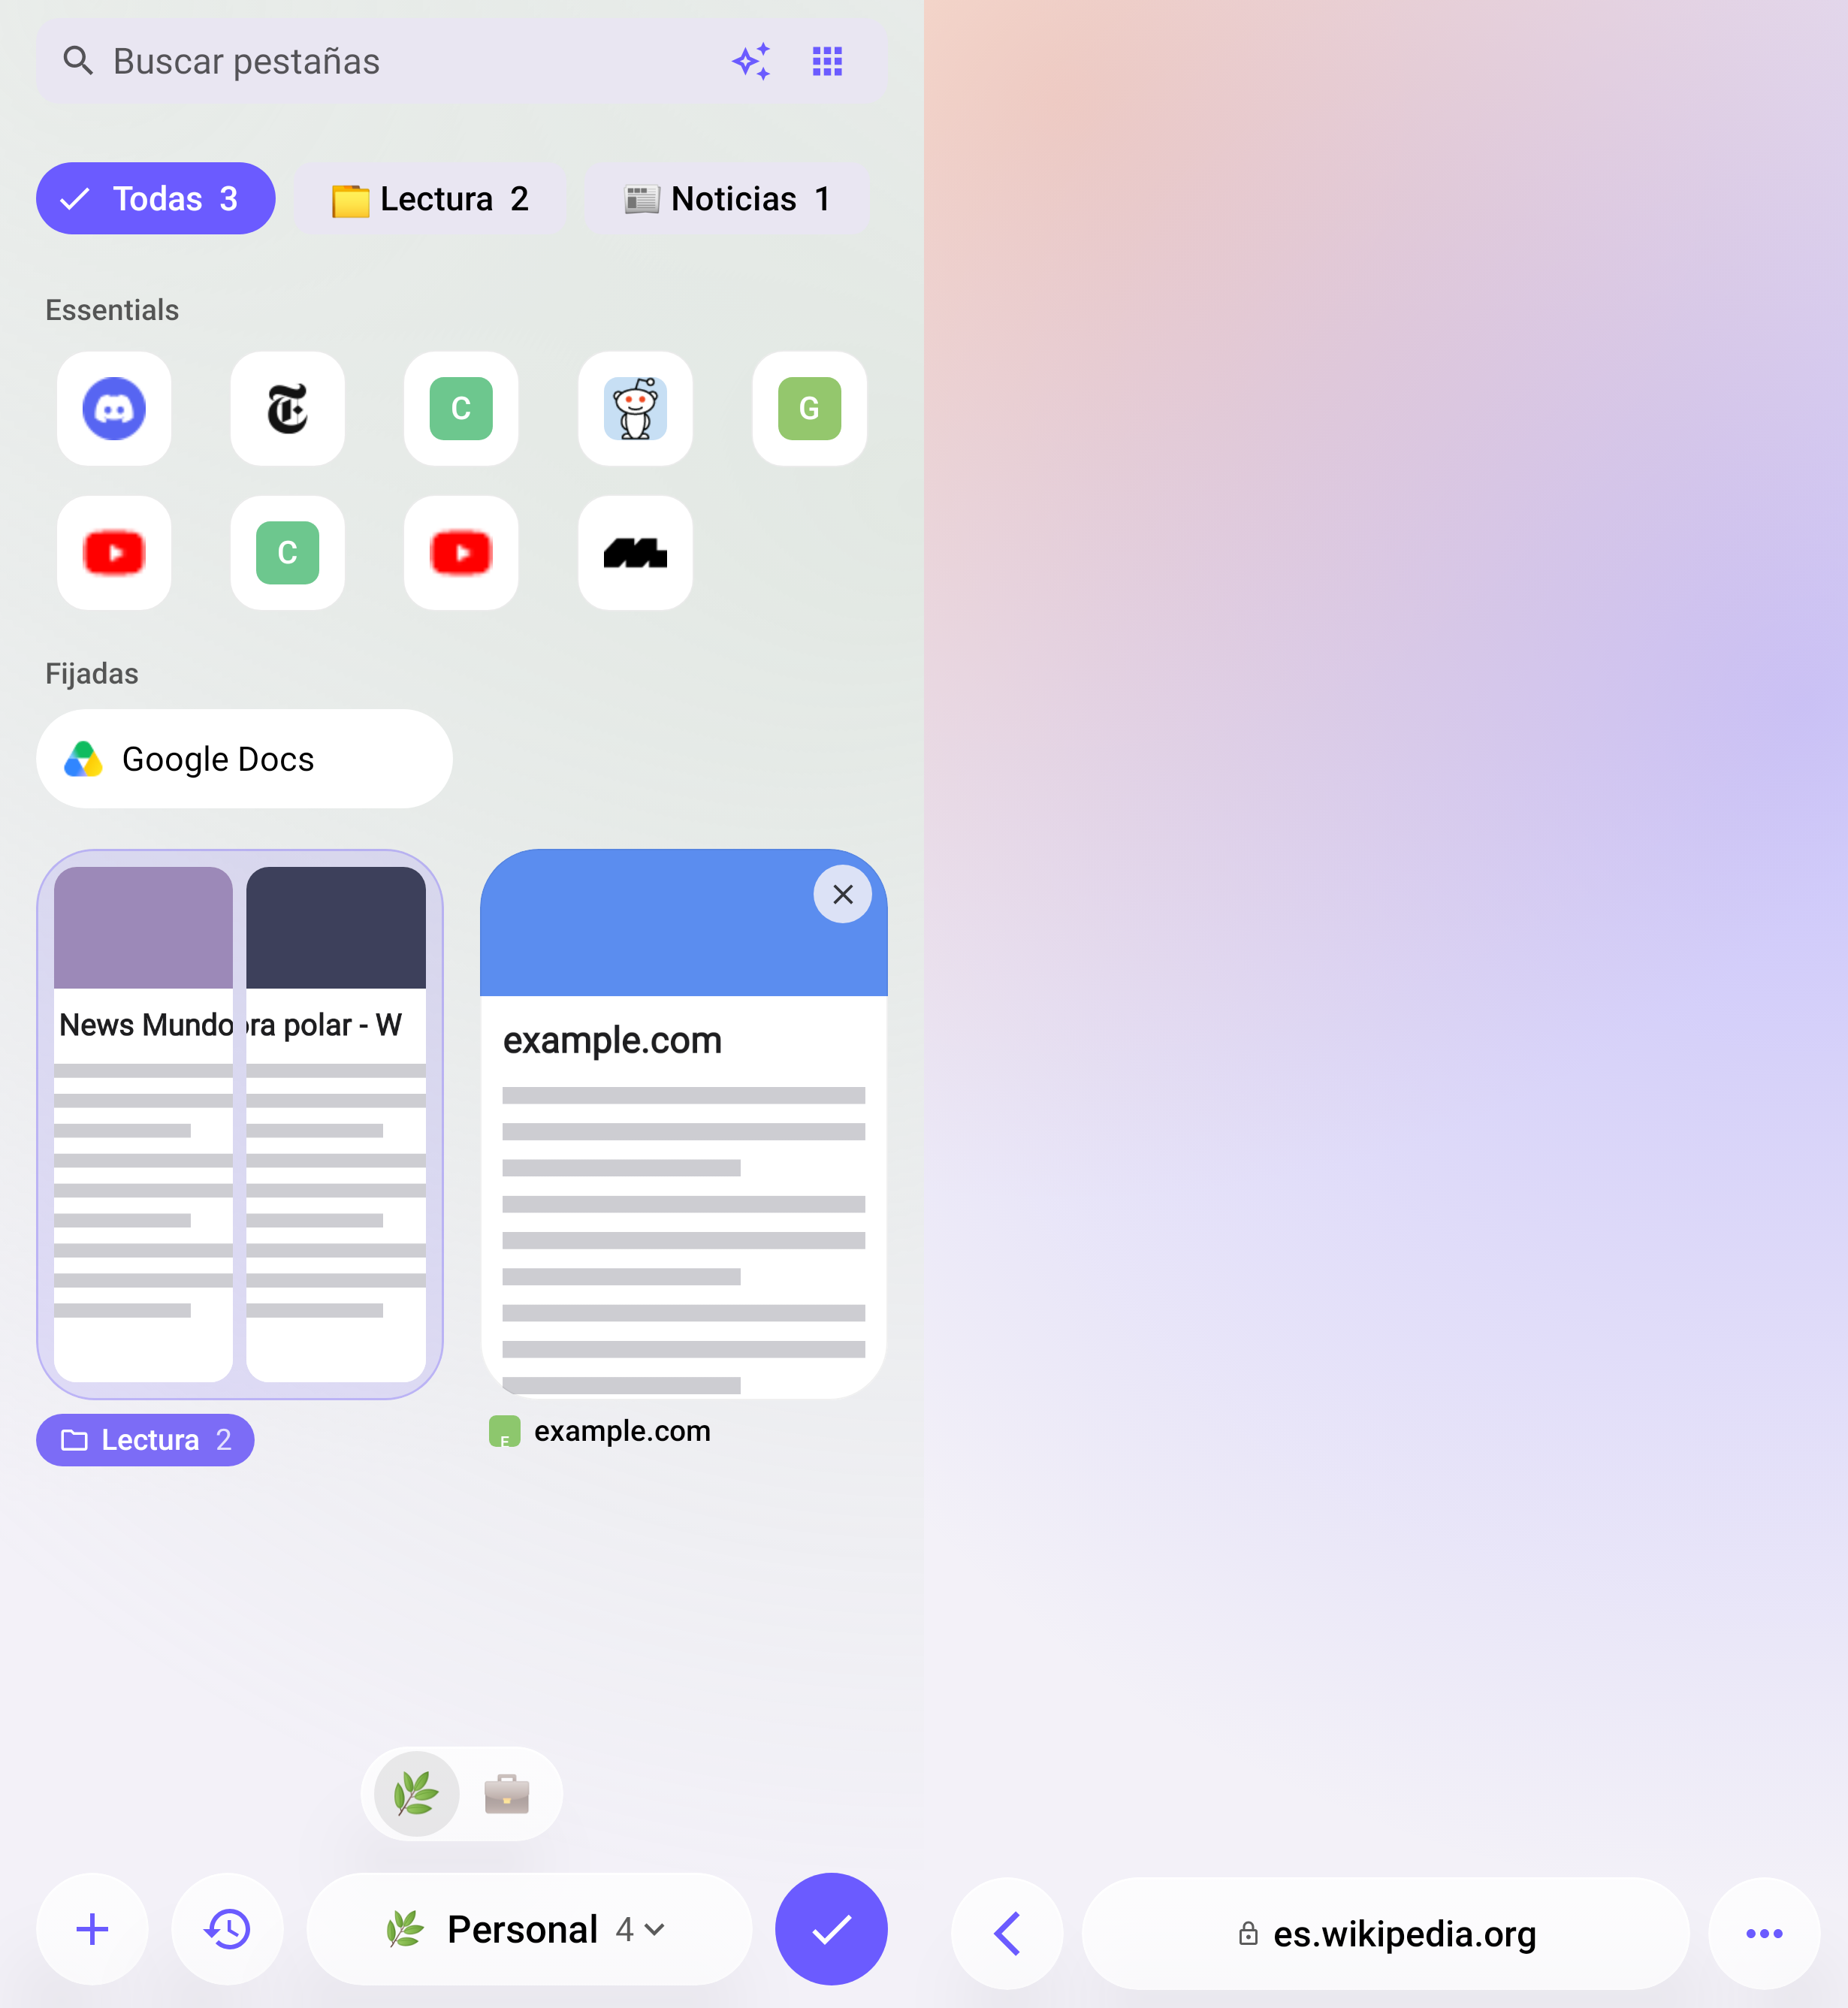 Buscar pestañas
Todas 3
Lectura 2
Noticias 1
Essentials
C
G
C
Fijadas
Google Docs
News Mundo
ra polar - W
example.com
Lectura 2
E
example.com
Personal 4
es.wikipedia.org